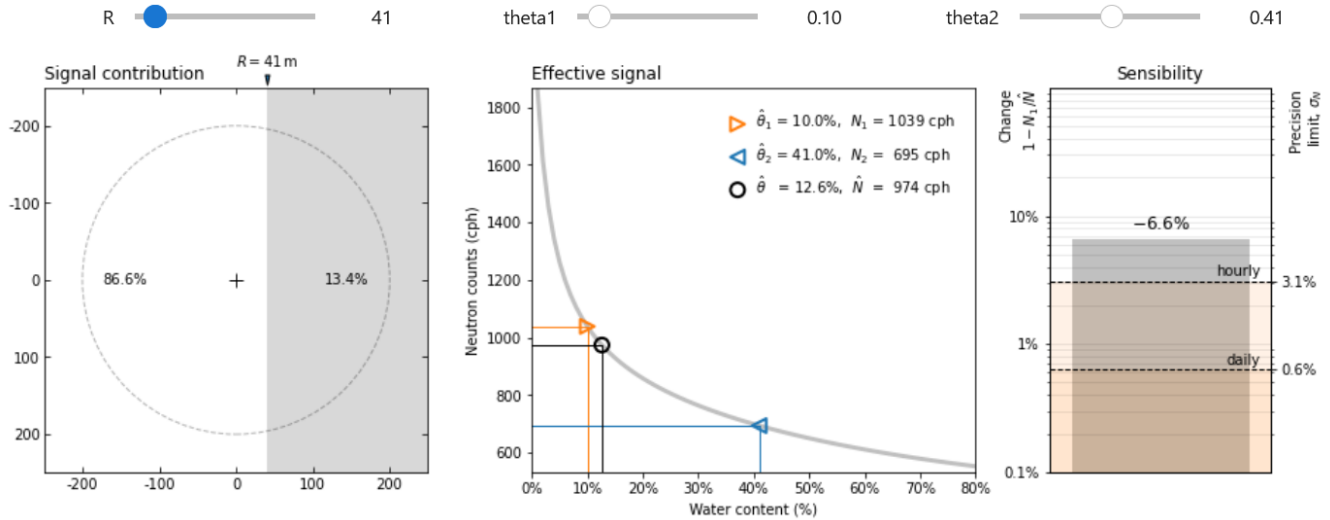 R 41 theta1 0.10 theta2 0.41
Signal contribution
R = 41 m
-200
-100
0
100
200
86.6%
13.4%
-200 -100 0 100 200
Effective signal
Neutron counts (cph)
1800
1600
1400
1200
1000
800
600
θ̂₁ = 10.0%, N₁ = 1039 cph
θ̂₂ = 41.0%, N₂ = 695 cph
θ̂ = 12.6%, N̂ = 974 cph
0% 10% 20% 30% 40% 50% 60% 70% 80%
Water content (%)
Sensibility
Change
1 − N₁/N̂
10%
1%
0.1%
−6.6%
hourly
daily
3.1%
0.6%
Precision
limit, σ_N